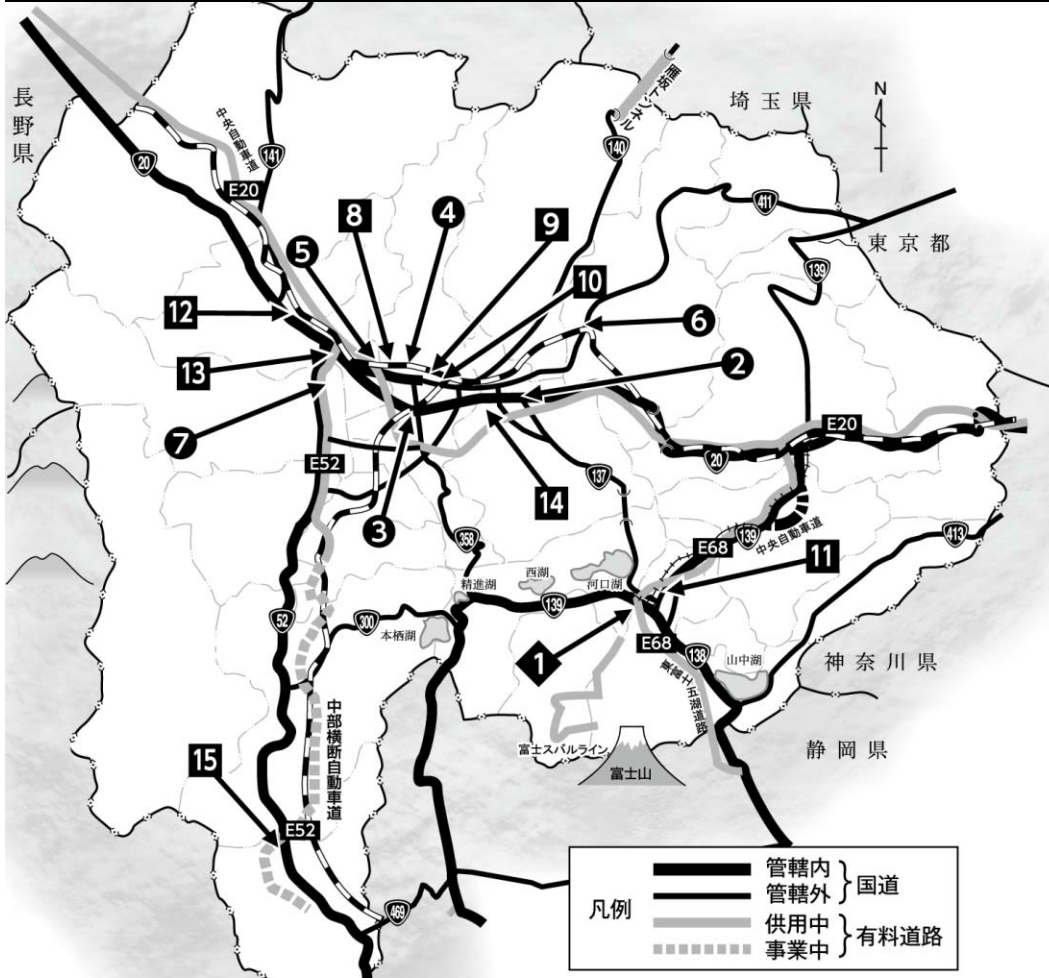 雁坂トンネル
埼玉県
N
長野県
中央自動車道
141
140
20
E20
411
東京都
139
5
8
4
9
10
12
6
13
2
7
E20
E52
20
137
3
14
358
E68
139
中央自動車道
413
11
精進湖
西湖
河口湖
139
52
300
本栖湖
1
E68
138
山中湖
神奈川県
東富士五湖道路
静岡県
富士スバルライン
富士山
中部横断自動車道
15
E52
469
凡例
管轄内
管轄外
国道
供用中
事業中
有料道路